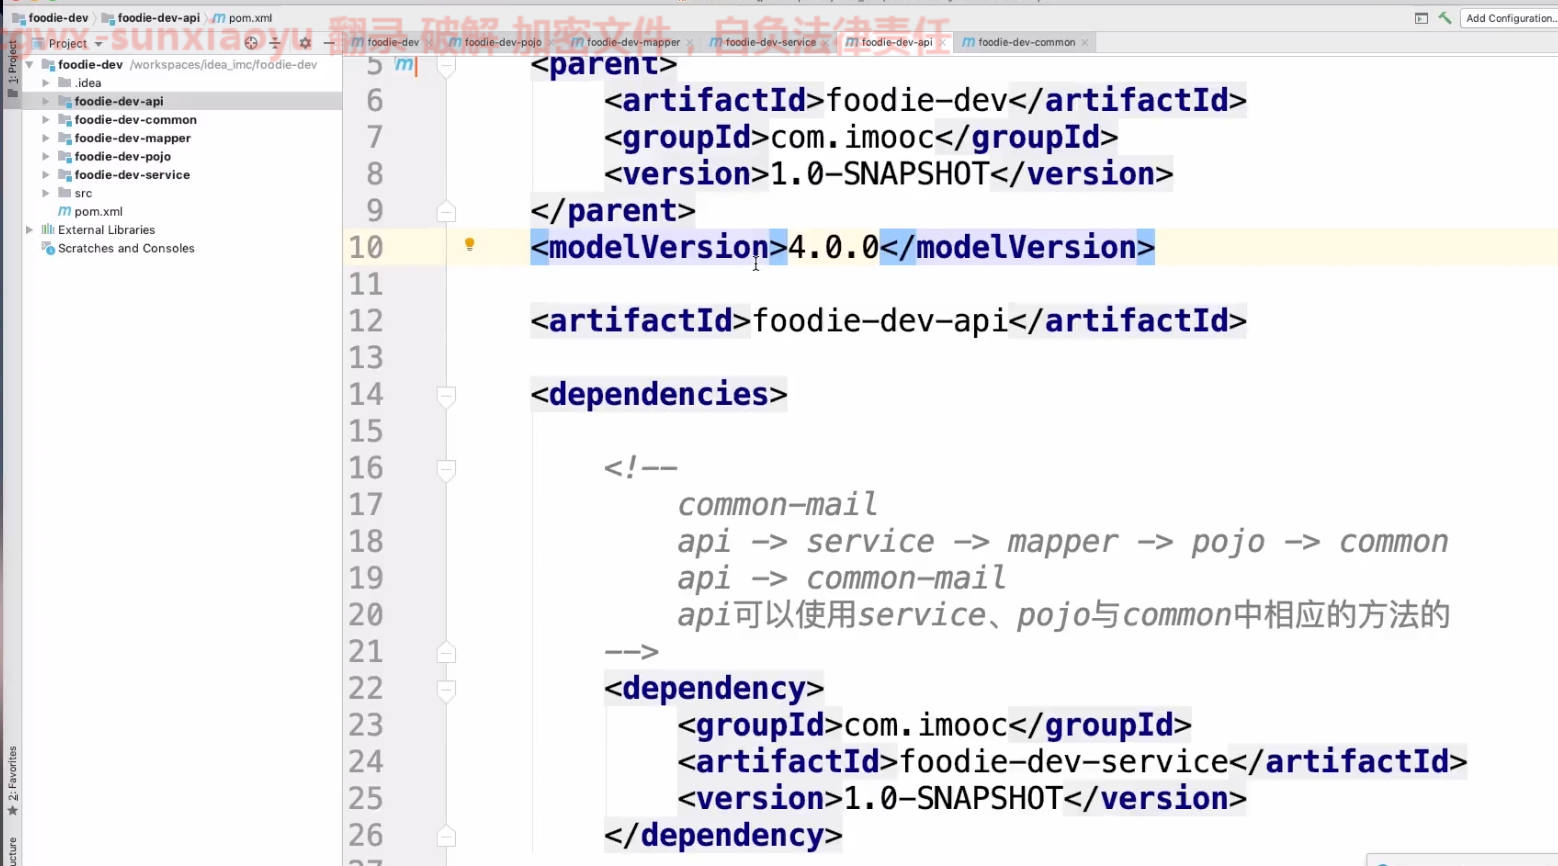 foodie-dev foodie-dev-api pom.xml
Add Configuration..
gwx-sunxiaoyu 翻录 破解 加密文件，自负法律责任
Project
foodie-dev foodie-dev-pojo foodie-dev-mapper foodie-dev-service foodie-dev-api foodie-dev-common
1: Project
foodie-dev /workspaces/idea_imc/foodie-dev
.idea
foodie-dev-api
foodie-dev-common
foodie-dev-mapper
foodie-dev-pojo
foodie-dev-service
src
pom.xml
External Libraries
Scratches and Consoles
2: Favorites
5 <parent>
6 <artifactId>foodie-dev</artifactId>
7 <groupId>com.imooc</groupId>
8 <version>1.0-SNAPSHOT</version>
9 </parent>
10 <modelVersion>4.0.0</modelVersion>
11
12 <artifactId>foodie-dev-api</artifactId>
13
14 <dependencies>
15
16 <!--
17 common-mail
18 api -> service -> mapper -> pojo -> common
19 api -> common-mail
20 api可以使用service、pojo与common中相应的方法的
21 -->
22 <dependency>
23 <groupId>com.imooc</groupId>
24 <artifactId>foodie-dev-service</artifactId>
25 <version>1.0-SNAPSHOT</version>
26 </dependency>